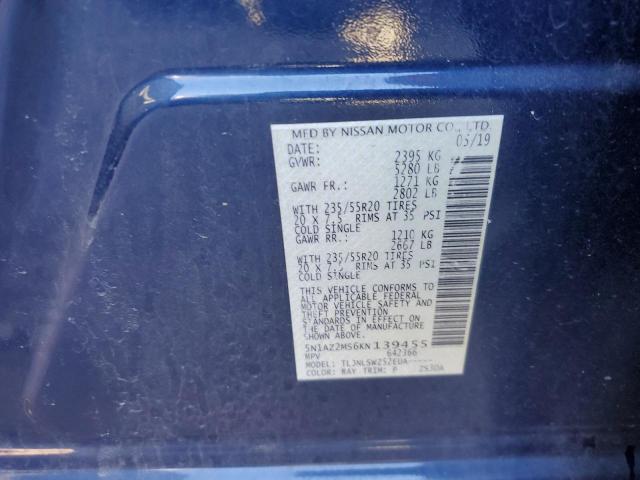 MFD BY NISSAN MOTOR CO., LTD.
DATE: 05/19
GVWR: 2395 KG
5280 LB
GAWR FR.: 1271 KG
2802 LB
WITH 235/55R20 TIRES
20 X 7.5 RIMS AT 35 PSI
COLD SINGLE
GAWR RR.: 1210 KG
2667 LB
WITH 235/55R20 TIRES
20 X 7.5 RIMS AT 35 PSI
COLD SINGLE
THIS VEHICLE CONFORMS TO
ALL APPLICABLE FEDERAL
MOTOR VEHICLE SAFETY AND
THEFT PREVENTION
STANDARDS IN EFFECT ON
THE DATE OF MANUFACTURE
SHOWN ABOVE.
5N1AZ2MS6KN139455
MPV 642366
MODEL: TLJNLSWZ52EUA-----
COLOR: RAY TRIM: P 2S3DA